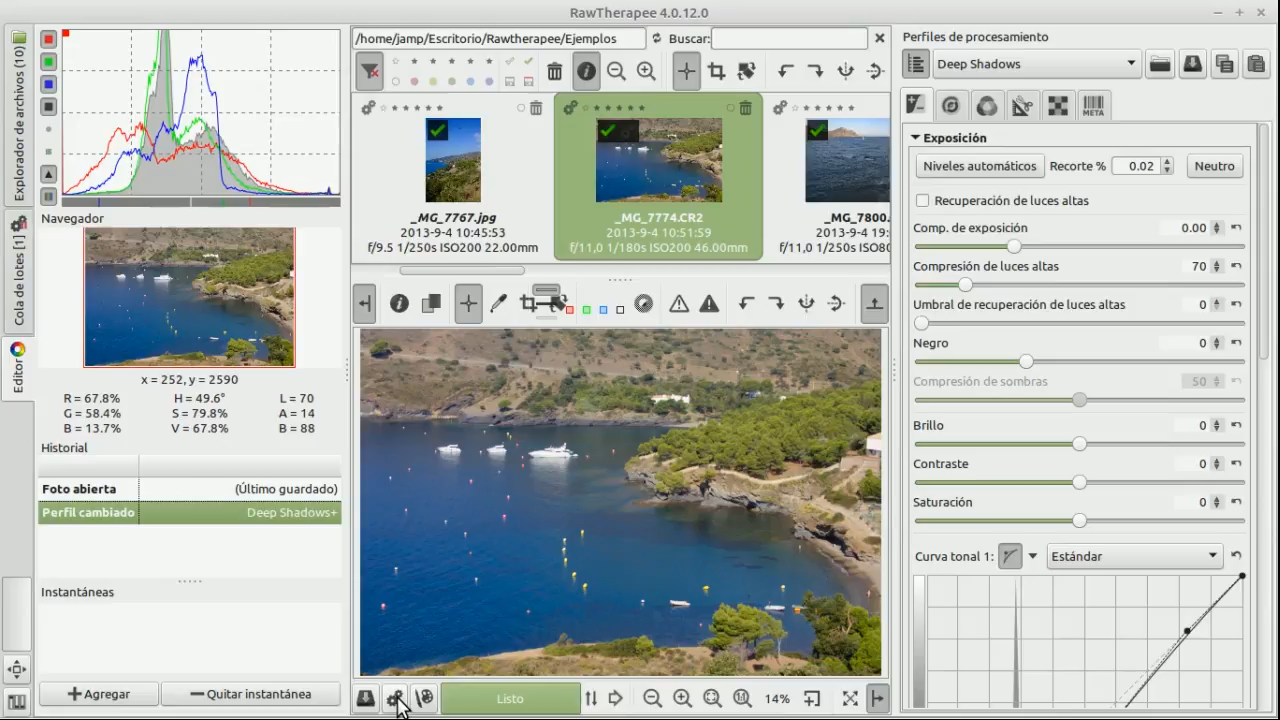 RawTherapee 4.0.12.0
Explorador de archivos (10)
Cola de lotes [1]
Editor
/home/jamp/Escritorio/Rawtherapee/Ejemplos
Buscar:
_MG_7767.jpg
2013-9-4 10:45:53
f/9.5 1/250s ISO200 22.00mm
_MG_7774.CR2
2013-9-4 10:51:59
f/11,0 1/180s ISO200 46.00mm
_MG_7800.
2013-9-4 19:
f/11,0 1/250s ISO80
Navegador
x = 252, y = 2590
R = 67.8% H = 49.6° L = 70
G = 58.4% S = 79.8% A = 14
B = 13.7% V = 67.8% B = 88
Historial
Foto abierta (Último guardado)
Perfil cambiado Deep Shadows+
Instantáneas
Agregar
Quitar instantánea
Listo
14%
Perfiles de procesamiento
Deep Shadows
META
Exposición
Niveles automáticos Recorte % 0.02 Neutro
Recuperación de luces altas
Comp. de exposición 0.00
Compresión de luces altas 70
Umbral de recuperación de luces altas 0
Negro 0
Compresión de sombras 50
Brillo 0
Contraste 0
Saturación 0
Curva tonal 1: Estándar